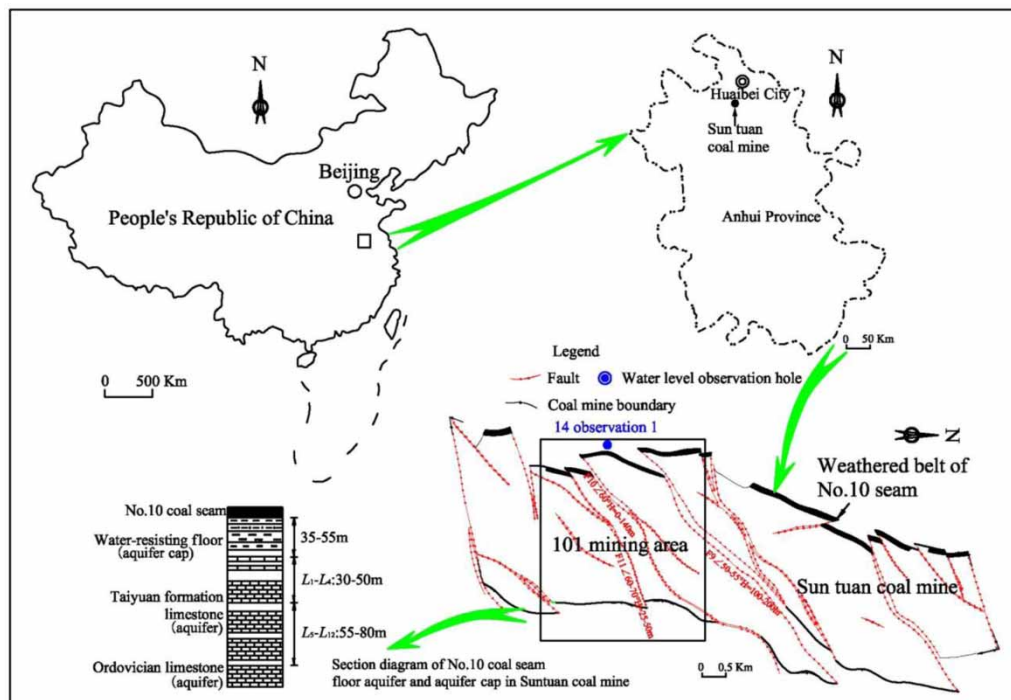 N
Beijing
People's Republic of China
0 500 Km
N
Huaibei City
Sun tuan
coal mine
Anhui Province
0 50 Km
Legend
Fault
Water level observation hole
Coal mine boundary
14 observation 1
N
Weathered belt of
No.10 seam
101 mining area
Sun tuan coal mine
0 0.5 Km
No.10 coal seam
Water-resisting floor
(aquifer cap)
35-55m
L₁-L₄:30-50m
Taiyuan formation
limestone
(aquifer)
L₅-L₁₂:55-80m
Ordovician limestone
(aquifer)
Section diagram of No.10 coal seam
floor aquifer and aquifer cap in Suntuan coal mine